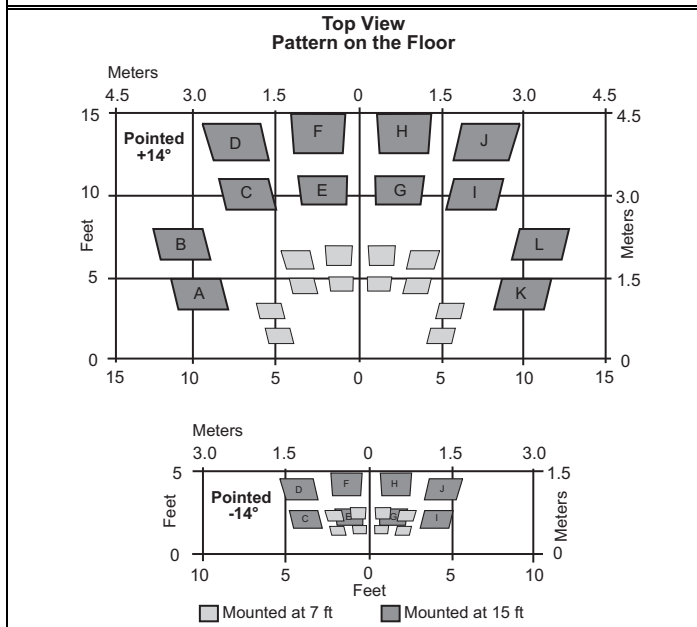 Top View
Pattern on the Floor
Meters
4.5 3.0 1.5 0 1.5 3.0 4.5
15
Pointed
+14°
D F H J
C E G I
10 3.0
B L
Feet
Meters
5 1.5
A K
0 0
15 10 5 0 5 10 15
Meters
3.0 1.5 0 1.5 3.0
5 1.5
Pointed
-14°
D F H J
C E G I
Feet
Meters
0 0
10 5 0 5 10
Feet
Mounted at 7 ft Mounted at 15 ft